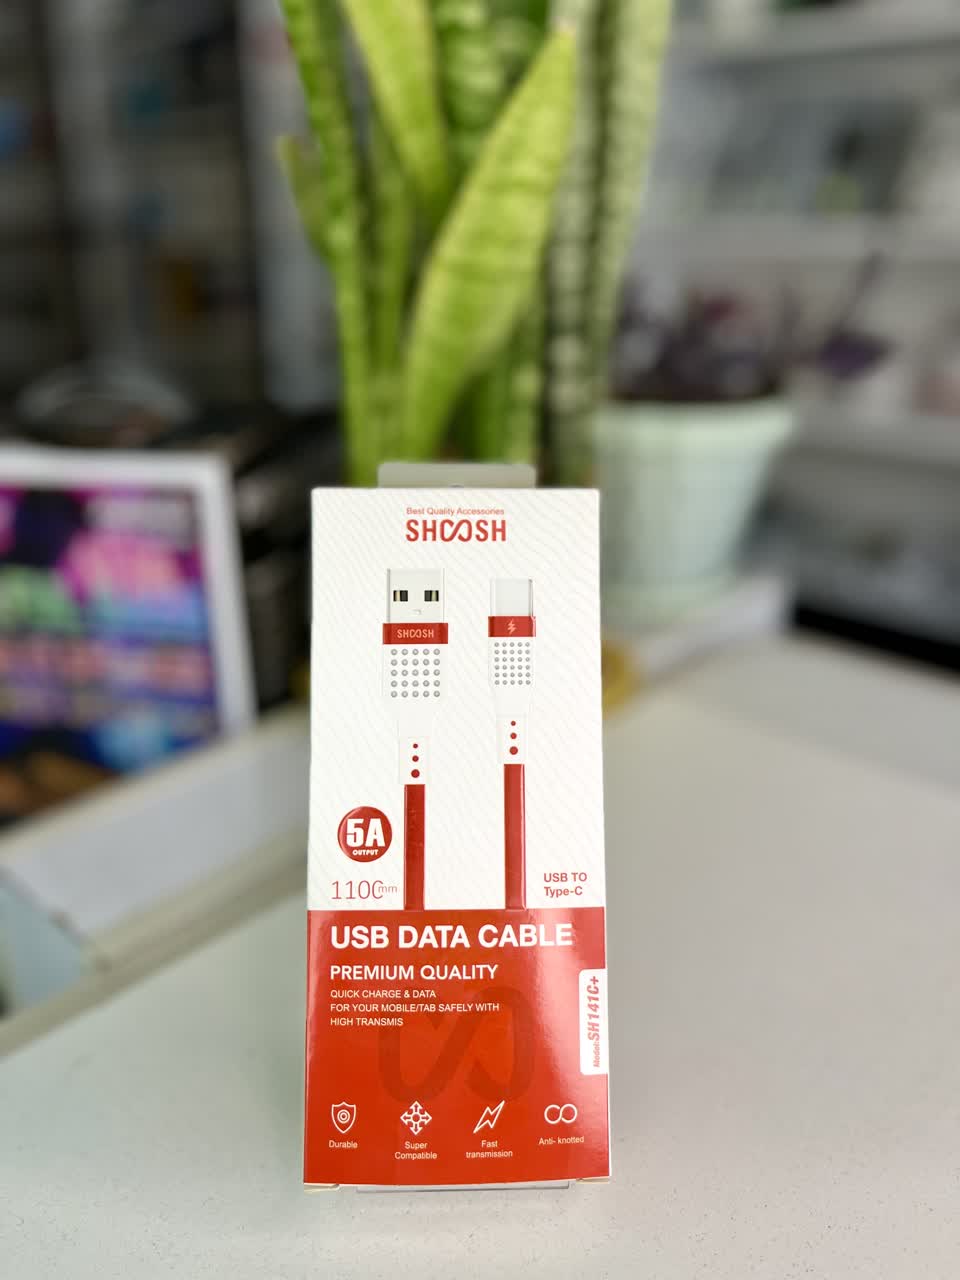 Best Quality Accessories
SHOOSH
SHOOSH
5A
OUTPUT
1100mm
USB TO
Type-C
USB DATA CABLE
PREMIUM QUALITY
QUICK CHARGE & DATA
FOR YOUR MOBILE/TAB SAFELY WITH
HIGH TRANSMIS
Model:SH141C+
Durable
Super
Compatible
Fast
transmission
Anti- knotted